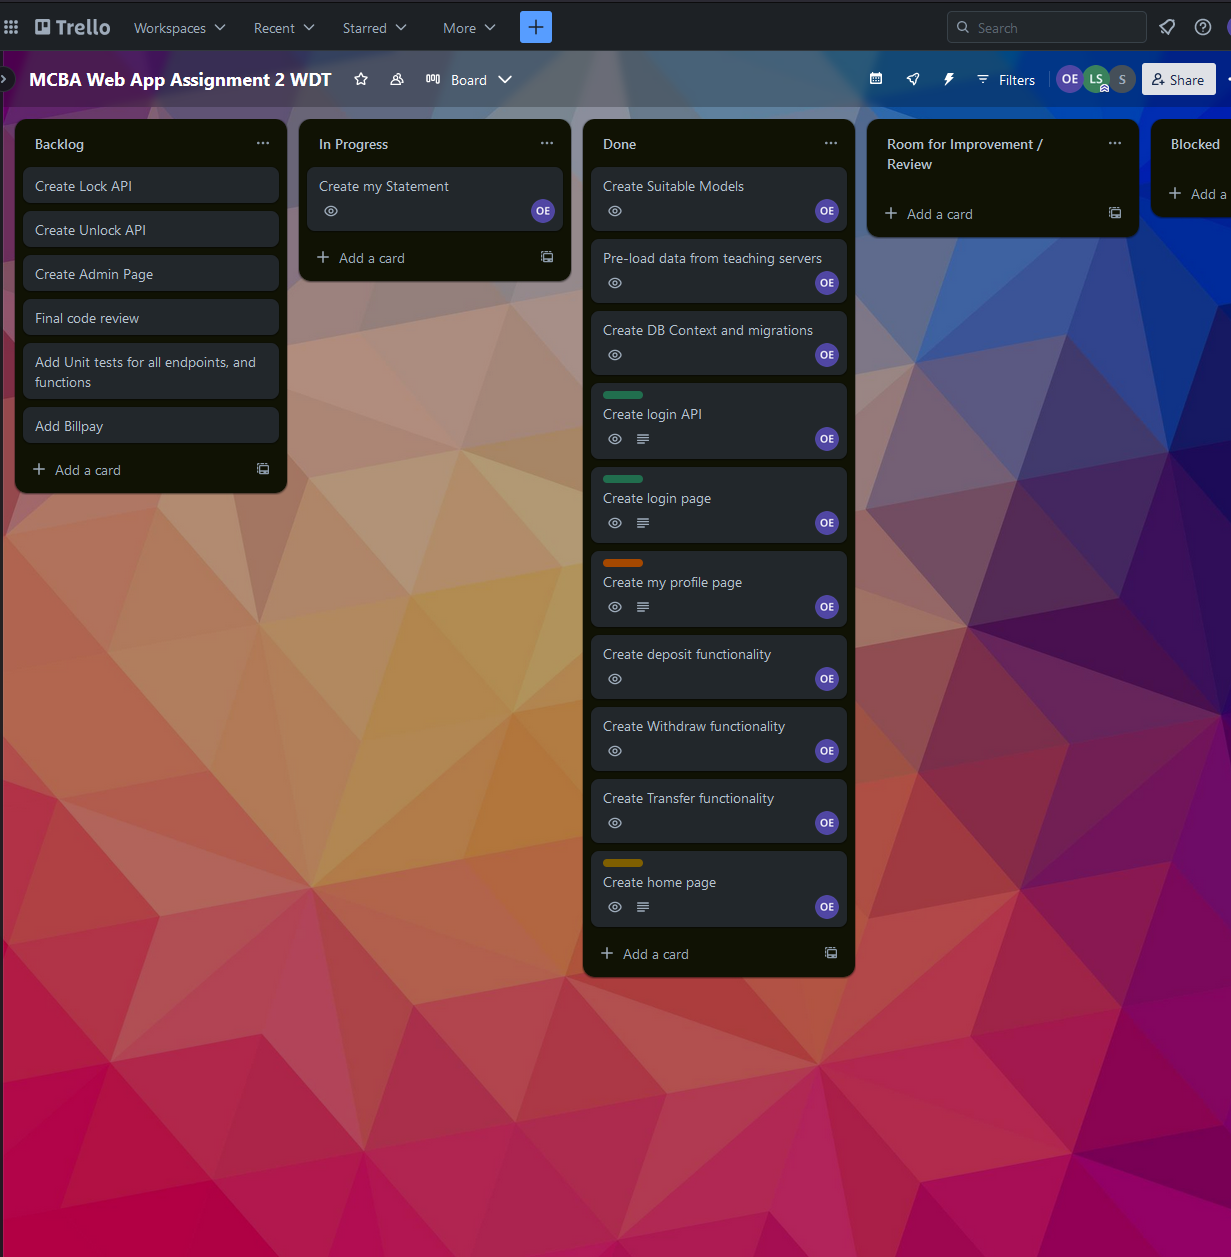 Trello
Workspaces
Recent
Starred
More
Search
MCBA Web App Assignment 2 WDT
Board
Filters
OE
LS
S
Share
Backlog
Create Lock API
Create Unlock API
Create Admin Page
Final code review
Add Unit tests for all endpoints, and
functions
Add Billpay
Add a card
In Progress
Create my Statement
OE
Add a card
Done
Create Suitable Models
OE
Pre-load data from teaching servers
OE
Create DB Context and migrations
OE
Create login API
OE
Create login page
OE
Create my profile page
OE
Create deposit functionality
OE
Create Withdraw functionality
OE
Create Transfer functionality
OE
Create home page
OE
Add a card
Room for Improvement /
Review
Add a card
Blocked
Add a